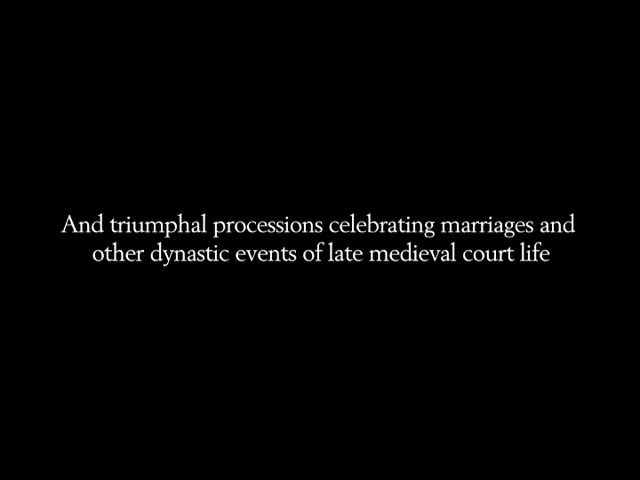 And triumphal processions celebrating marriages and
other dynastic events of late medieval court life